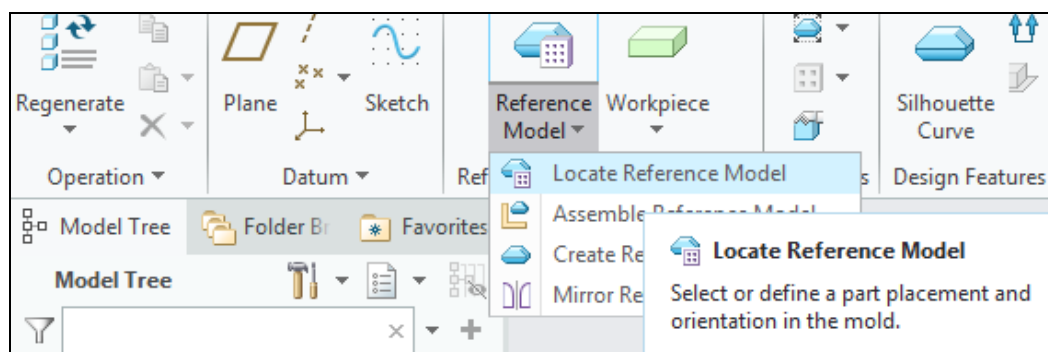 Regenerate
Plane
Sketch
Reference Model
Workpiece
Silhouette Curve
Operation
Datum
Ref
s
Design Features
Locate Reference Model
Assemble Reference Model
Create Re
Mirror Re
Model Tree
Folder Br
Favorites
Model Tree
Locate Reference Model
Select or define a part placement and
orientation in the mold.